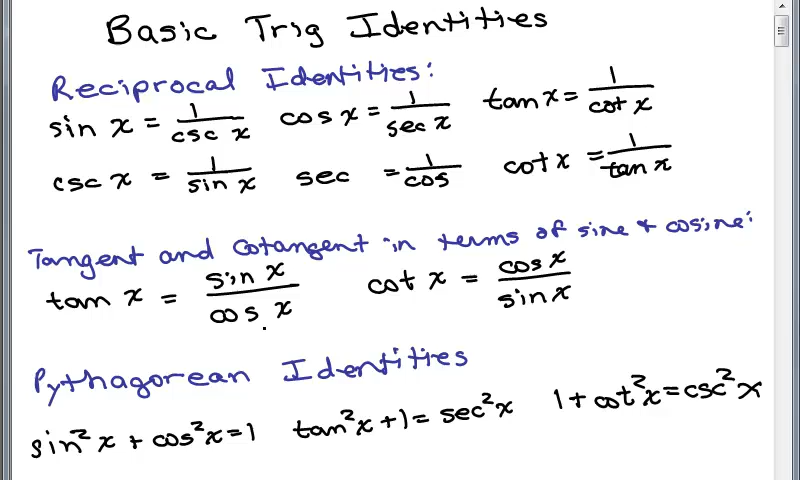 Basic Trig Identities
Reciprocal Identities:
sin x = 1/csc x   cos x = 1/sec x   tan x = 1/cot x
csc x = 1/sin x   sec = 1/cos   cot x = 1/tan x
Tangent and Cotangent in terms of sine + cosine:
tan x = sin x/cos x   cot x = cos x/sin x
Pythagorean Identities
sin²x + cos²x = 1   tan²x + 1 = sec²x   1 + cot²x = csc²x